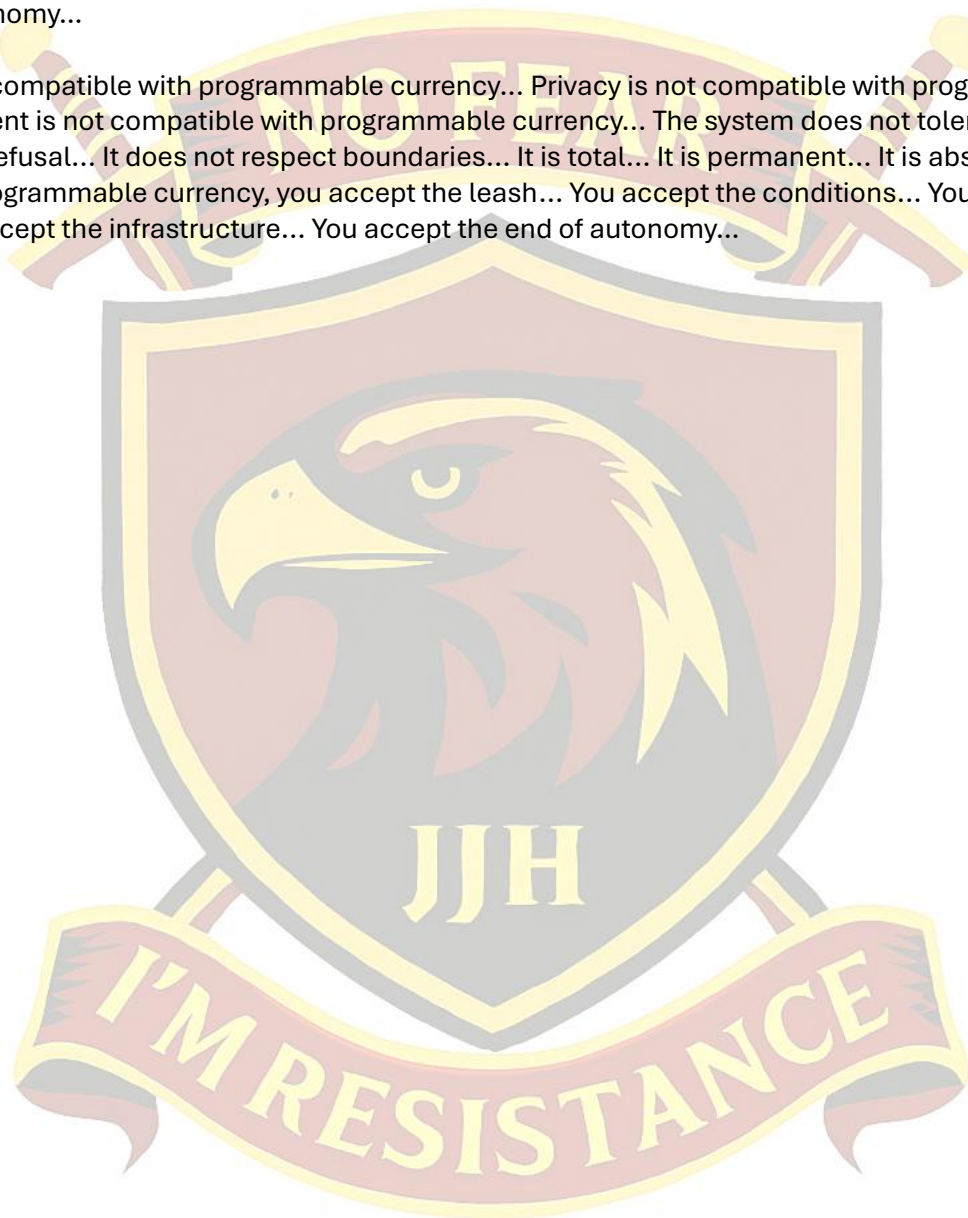 nomy...
compatible with programmable currency... Privacy is not compatible with prog
ent is not compatible with programmable currency... The system does not toler
efusal... It does not respect boundaries... It is total... It is permanent... It is abs
grammable currency, you accept the leash... You accept the conditions... You
ccept the infrastructure... You accept the end of autonomy...
NO FEAR
JJH
I'M RESISTANCE